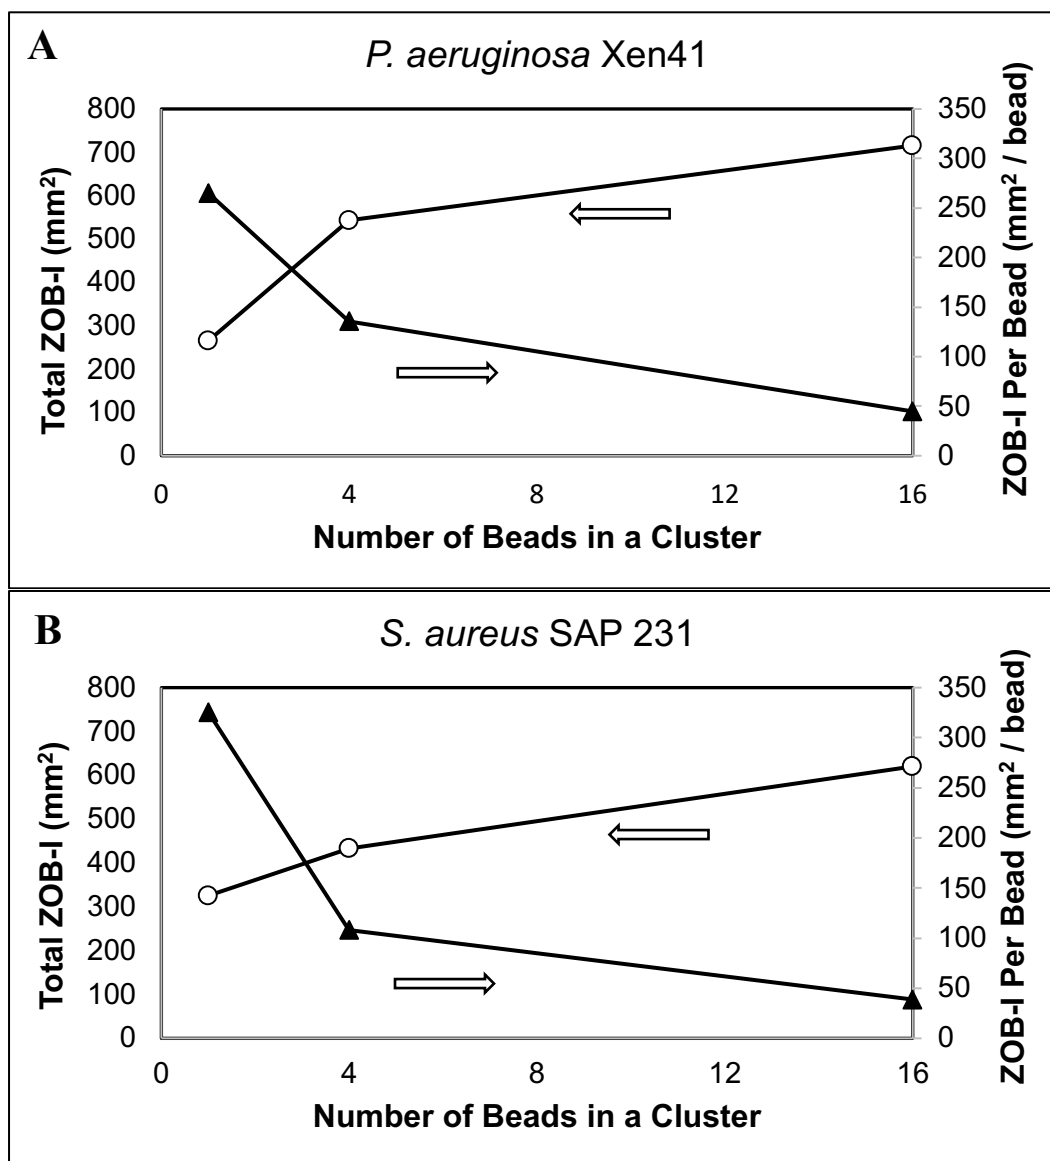 A
P. aeruginosa Xen41
Total ZOB-I (mm²)
800
700
600
500
400
300
200
100
0
350
300
250
200
150
100
50
0
ZOB-I Per Bead (mm² / bead)
0 4 8 12 16
Number of Beads in a Cluster
B
S. aureus SAP 231
Total ZOB-I (mm²)
800
700
600
500
400
300
200
100
0
350
300
250
200
150
100
50
0
ZOB-I Per Bead (mm² / bead)
0 4 8 12 16
Number of Beads in a Cluster